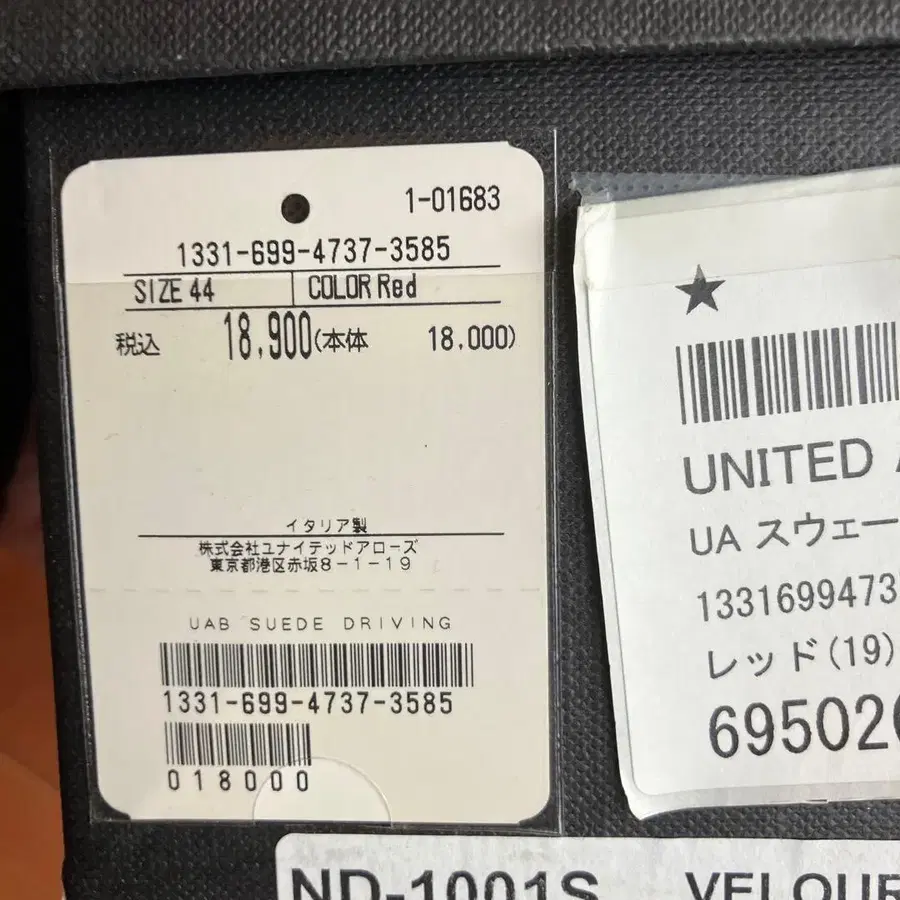 1-01683
1331-699-4737-3585
SIZE 44 COLOR Red
税込 18,900(本体 18,000)
イタリア製
株式会社ユナイテッドアローズ
東京都港区赤坂8-1-19
UAB SUEDE DRIVING
1331-699-4737-3585
018000
★
UNITED
UA スウェー
1331699473
レッド(19)
69502
ND-1001S VELOUR